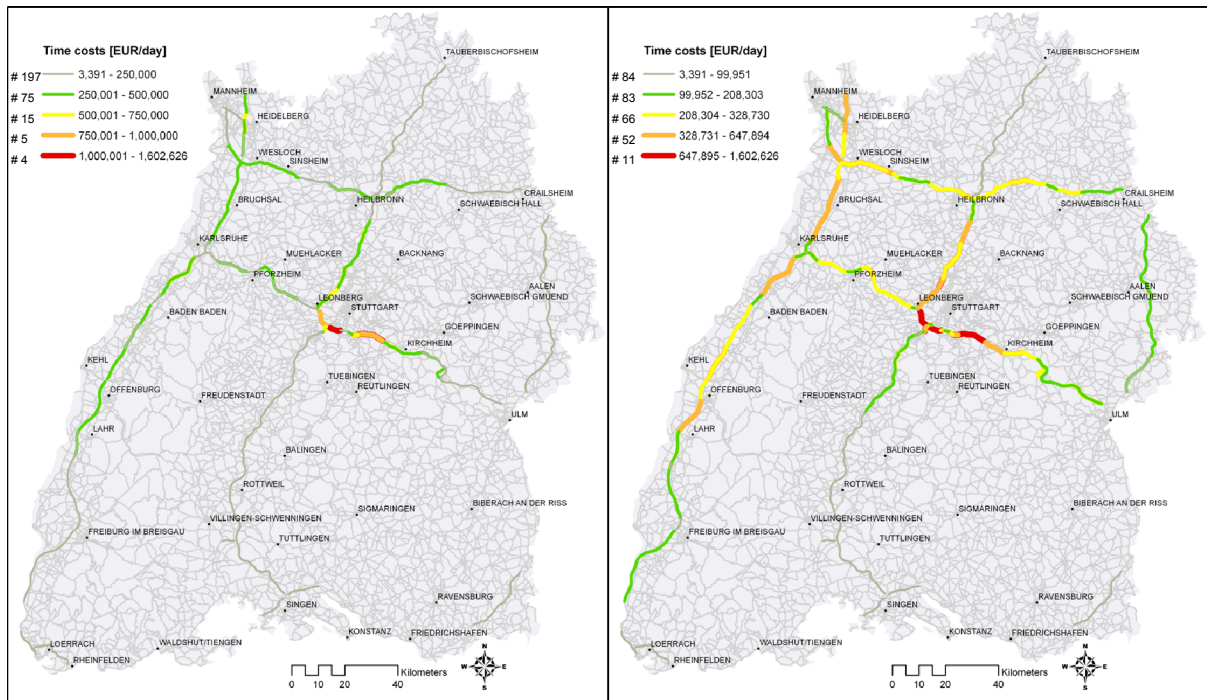 Time costs [EUR/day]
# 197 3,391 - 250,000
# 75 250,001 - 500,000
# 15 500,001 - 750,000
# 5 750,001 - 1,000,000
# 4 1,000,001 - 1,602,626
TAUBERBISCHOFSHEIM
MANNHEIM
HEIDELBERG
WIESLOCH
SINSHEIM
CRAILSHEIM
BRUCHSAL
HEILBRONN
SCHWAEBISCH HALL
KARLSRUHE
MUEHLACKER
BACKNANG
PFORZHEIM
AALEN
LEONBERG
SCHWAEBISCH GMUEND
STUTTGART
BADEN BADEN
GOEPPINGEN
KIRCHHEIM
KEHL
TUEBINGEN
REUTLINGEN
OFFENBURG
FREUDENSTADT
ULM
LAHR
BALINGEN
ROTTWEIL
BIBERACH AN DER RISS
SIGMARINGEN
VILLINGEN-SCHWENNINGEN
FREIBURG IM BREISGAU
TUTTLINGEN
RAVENSBURG
SINGEN
KONSTANZ
FRIEDRICHSHAFEN
LOERRACH
WALDSHUT/TIENGEN
RHEINFELDEN
Kilometers
0 10 20 40
N
W E
S
Time costs [EUR/day]
# 84 3,391 - 99,951
# 83 99,952 - 208,303
# 66 208,304 - 328,730
# 52 328,731 - 647,894
# 11 647,895 - 1,602,626
TAUBERBISCHOFSHEIM
MANNHEIM
HEIDELBERG
WIESLOCH
SINSHEIM
CRAILSHEIM
BRUCHSAL
HEILBRONN
SCHWAEBISCH HALL
KARLSRUHE
MUEHLACKER
BACKNANG
PFORZHEIM
AALEN
LEONBERG
SCHWAEBISCH GMUEND
STUTTGART
BADEN BADEN
GOEPPINGEN
KIRCHHEIM
KEHL
TUEBINGEN
REUTLINGEN
OFFENBURG
FREUDENSTADT
ULM
LAHR
BALINGEN
ROTTWEIL
BIBERACH AN DER RISS
SIGMARINGEN
VILLINGEN-SCHWENNINGEN
FREIBURG IM BREISGAU
TUTTLINGEN
RAVENSBURG
SINGEN
KONSTANZ
FRIEDRICHSHAFEN
LOERRACH
WALDSHUT/TIENGEN
RHEINFELDEN
Kilometers
0 10 20 40
N
W E
S